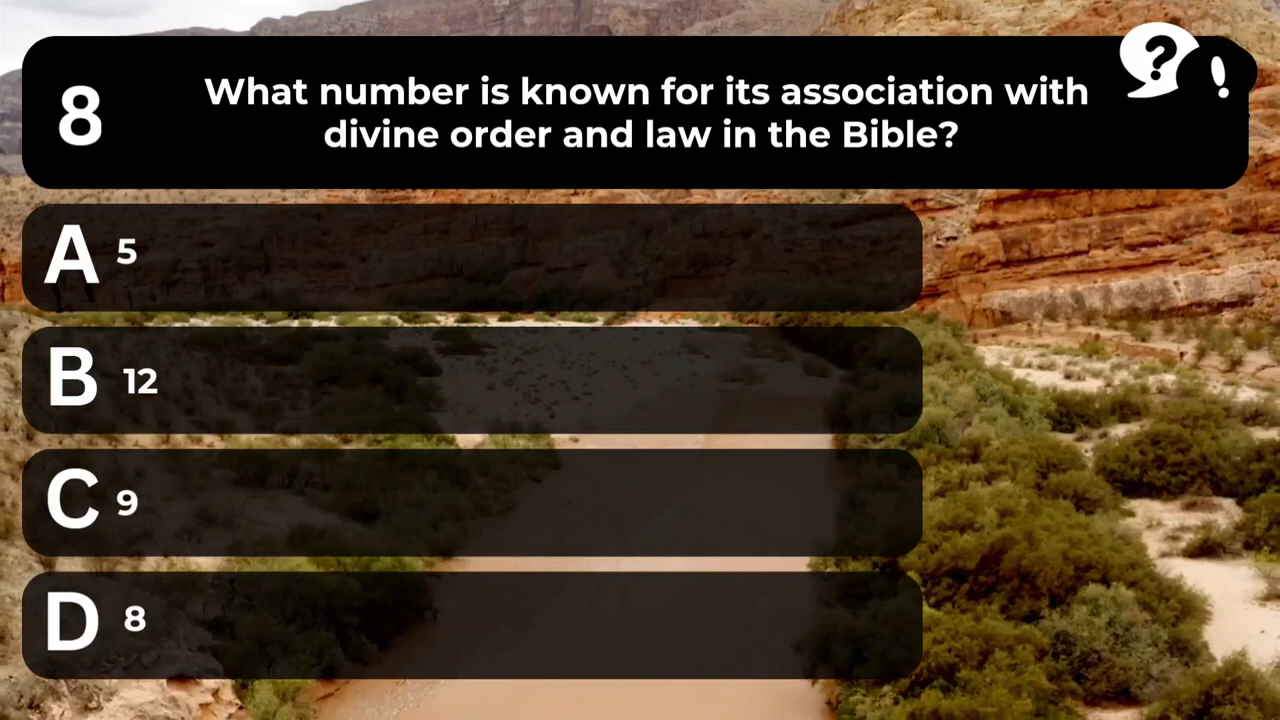 8
What number is known for its association with
divine order and law in the Bible?
? !
A 5
B 12
C 9
D 8